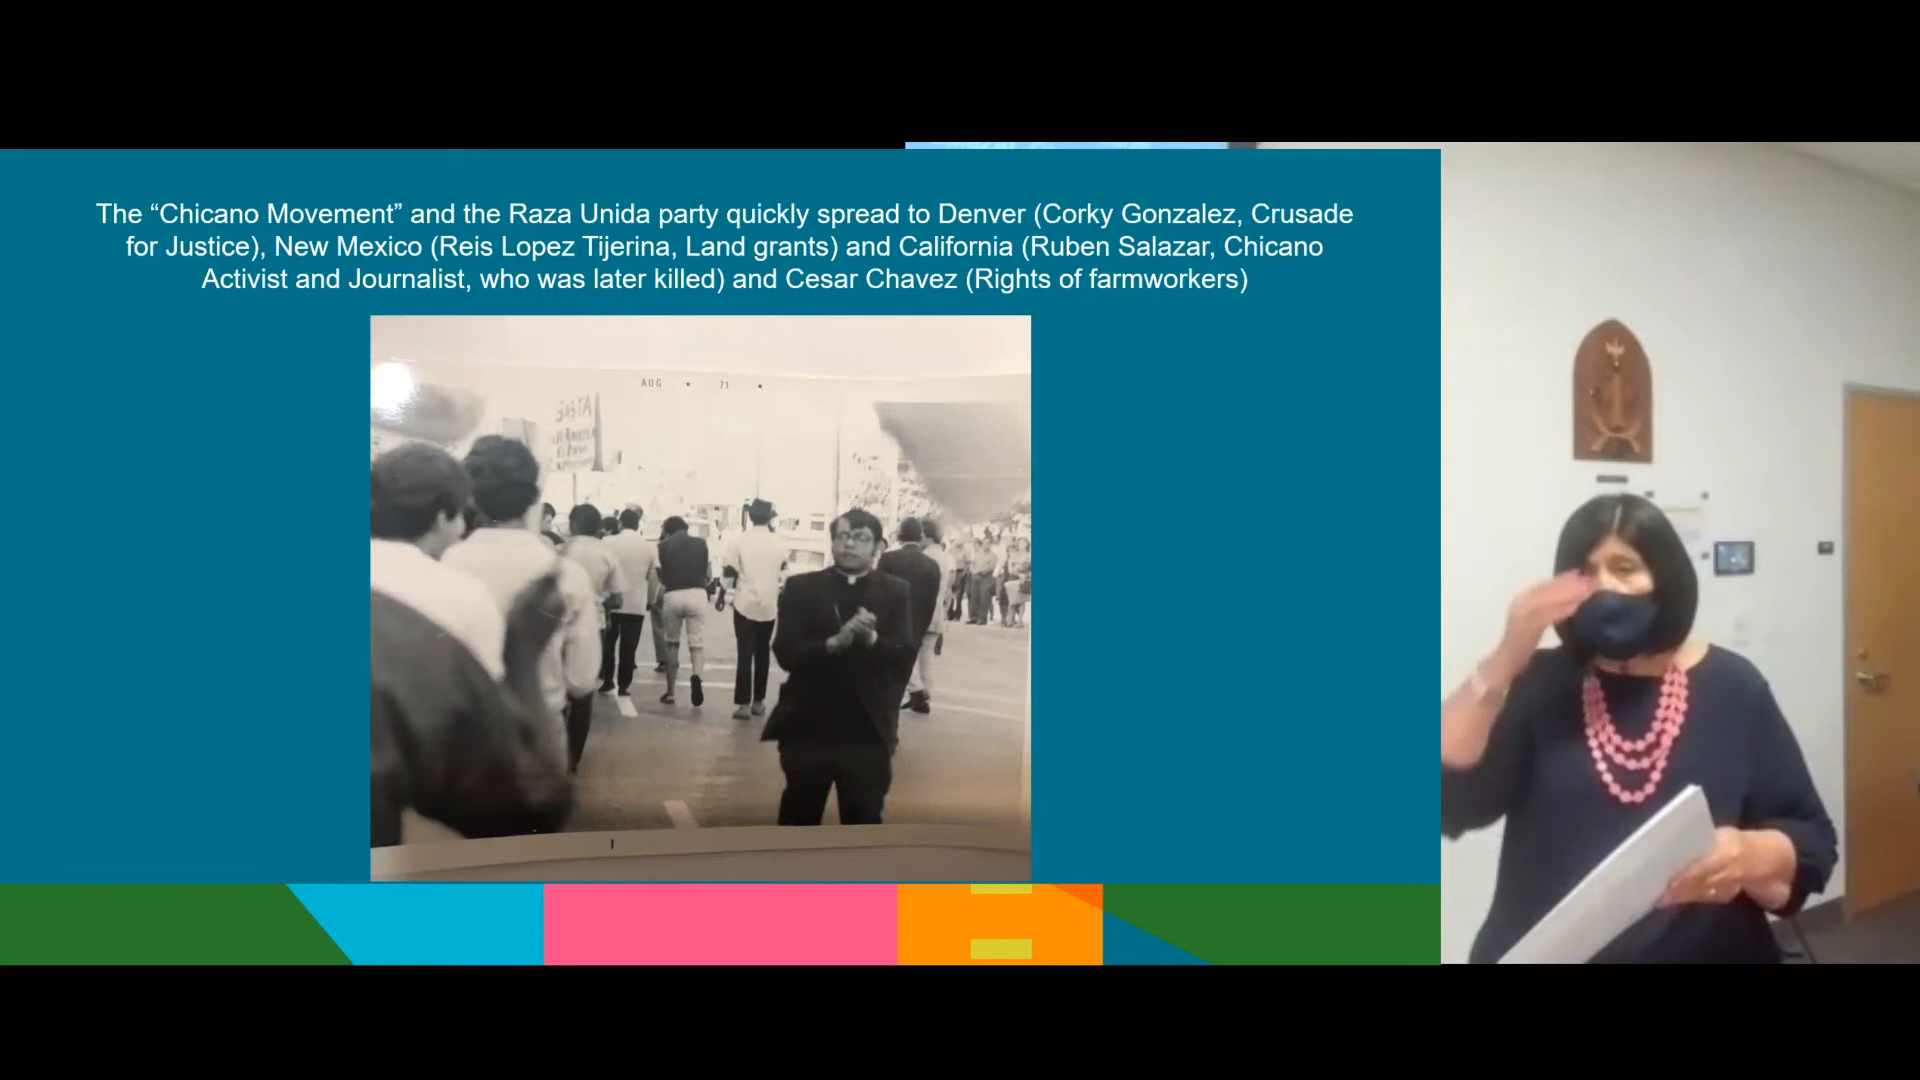 The “Chicano Movement” and the Raza Unida party quickly spread to Denver (Corky Gonzalez, Crusade
for Justice), New Mexico (Reis Lopez Tijerina, Land grants) and California (Ruben Salazar, Chicano
Activist and Journalist, who was later killed) and Cesar Chavez (Rights of farmworkers)
AUG • 71 •
BASTA